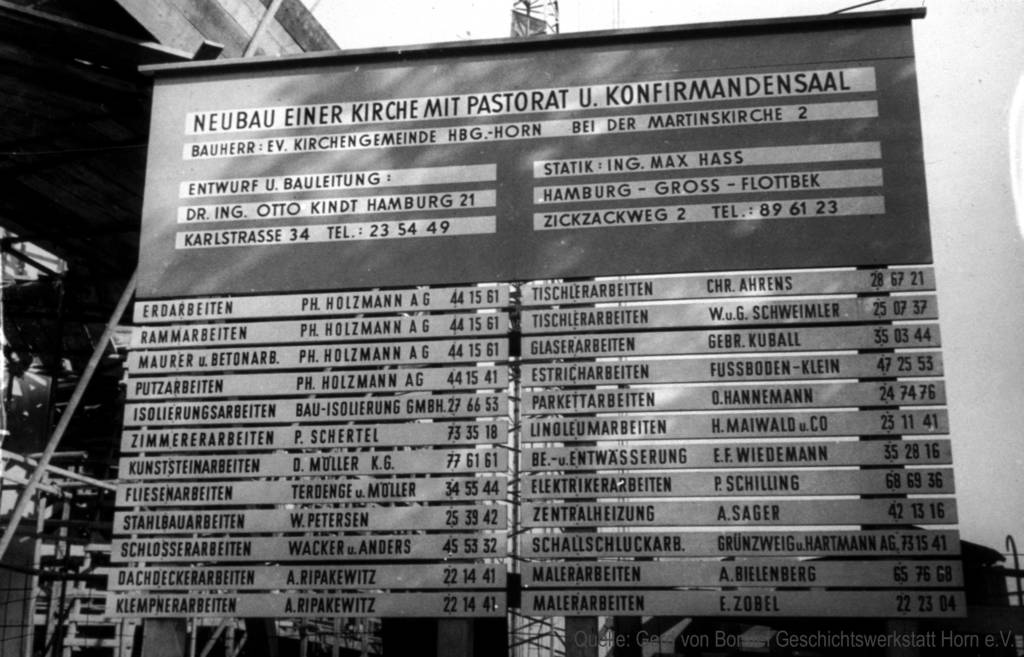 NEUBAU EINER KIRCHE MIT PASTORAT U. KONFIRMANDENSAAL
BAUHERR: EV. KIRCHENGEMEINDE HBG.-HORN BEI DER MARTINSKIRCHE 2
ENTWURF U. BAULEITUNG:
DR. ING. OTTO KINDT HAMBURG 21
KARLSTRASSE 34 TEL.: 23 54 49
STATIK: ING. MAX HASS
HAMBURG - GROSS - FLOTTBEK
ZICKZACKWEG 2 TEL.: 89 61 23
ERDARBEITEN PH. HOLZMANN AG 44 15 61
RAMMARBEITEN PH. HOLZMANN AG 44 15 61
MAURER u. BETONARB. PH. HOLZMANN AG 44 15 61
PUTZARBEITEN PH. HOLZMANN AG 44 15 41
ISOLIERUNGSARBEITEN BAU-ISOLIERUNG GMBH. 27 66 53
ZIMMERERARBEITEN P. SCHERTEL 73 35 18
KUNSTSTEINARBEITEN D. MÜLLER K.G. 77 61 61
FLIESENARBEITEN TERDENGE u. MÖLLER 34 55 44
STAHLBAUARBEITEN W. PETERSEN 25 39 42
SCHLOSSERARBEITEN WACKER u. ANDERS 45 53 32
DACHDECKERARBEITEN A. RIPAKEWITZ 22 14 41
KLEMPNERARBEITEN A. RIPAKEWITZ 22 14 41
TISCHLERARBEITEN CHR. AHRENS 28 67 21
TISCHLERARBEITEN W. u. G. SCHWEIMLER 25 07 37
GLASERARBEITEN GEBR. KUBALL 35 03 44
ESTRICHARBEITEN FUSSBODEN-KLEIN 47 25 53
PARKETTARBEITEN O. HANNEMANN 24 74 76
LINOLEUMARBEITEN H. MAIWALD u. CO 23 11 41
BE.- u. ENTWÄSSERUNG E.F. WIEDEMANN 35 28 16
ELEKTRIKERARBEITEN P. SCHILLING 68 69 36
ZENTRALHEIZUNG A. SAGER 42 13 16
SCHALLSCHLUCKARB. GRÜNZWEIG u. HARTMANN AG. 73 15 41
MALERARBEITEN A. BIELENBERG 65 76 68
MALERARBEITEN E. ZOBEL 22 23 04
Quelle: Gerd von Borstel Geschichtswerkstatt Horn e.V.